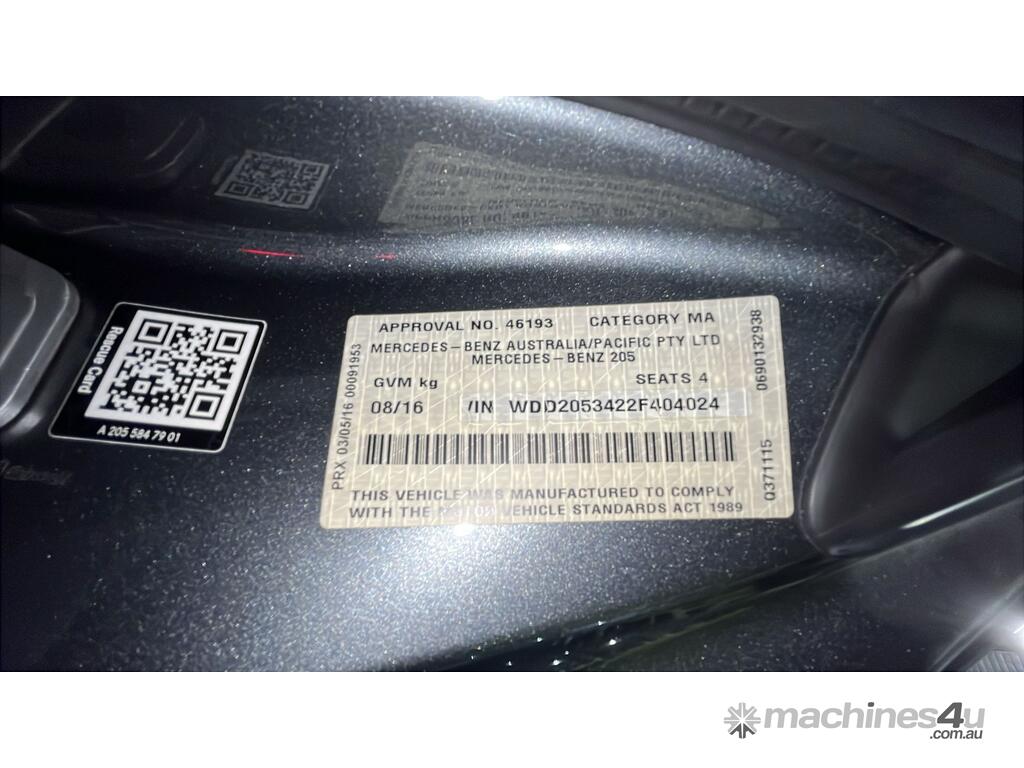 Rescue Card
A 205 584 79 01
APPROVAL NO. 46193 CATEGORY MA
MERCEDES-BENZ AUSTRALIA/PACIFIC PTY LTD
MERCEDES-BENZ 205
GVM kg SEATS 4
08/16 VIN WDD2053422F404024
THIS VEHICLE WAS MANUFACTURED TO COMPLY
WITH THE MOTOR VEHICLE STANDARDS ACT 1989
PRX 03/05/16 00091953
0690132938
Q371115
machines4u
.com.au